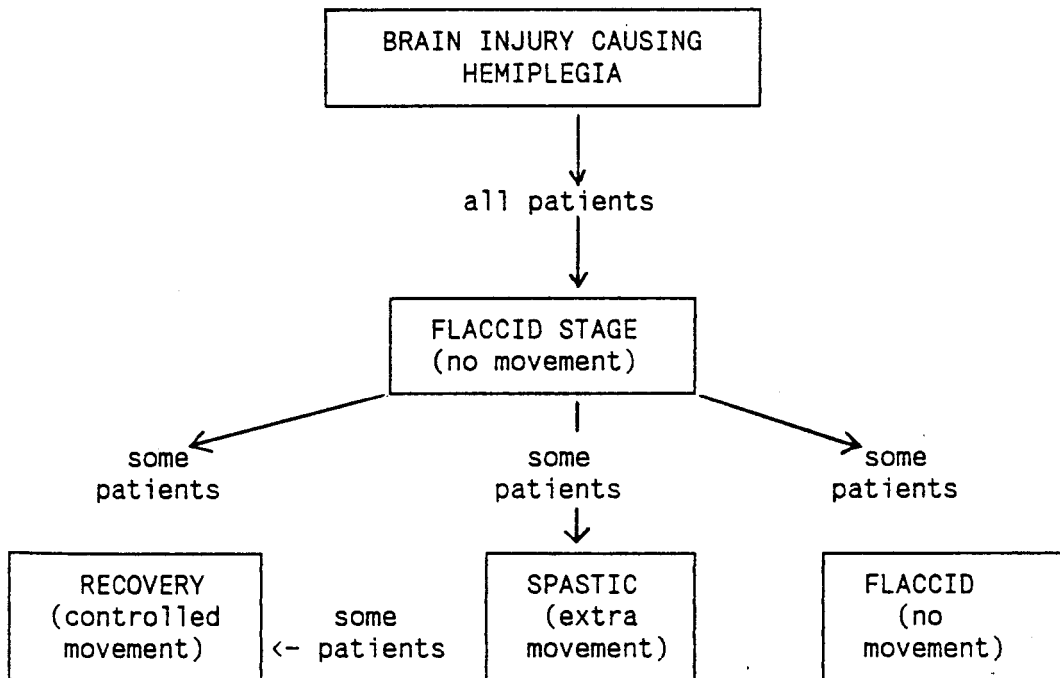 BRAIN INJURY CAUSING
HEMIPLEGIA
all patients
FLACCID STAGE
(no movement)
some
patients
some
patients
some
patients
RECOVERY
(controlled
movement)
some
<- patients
SPASTIC
(extra
movement)
FLACCID
(no
movement)